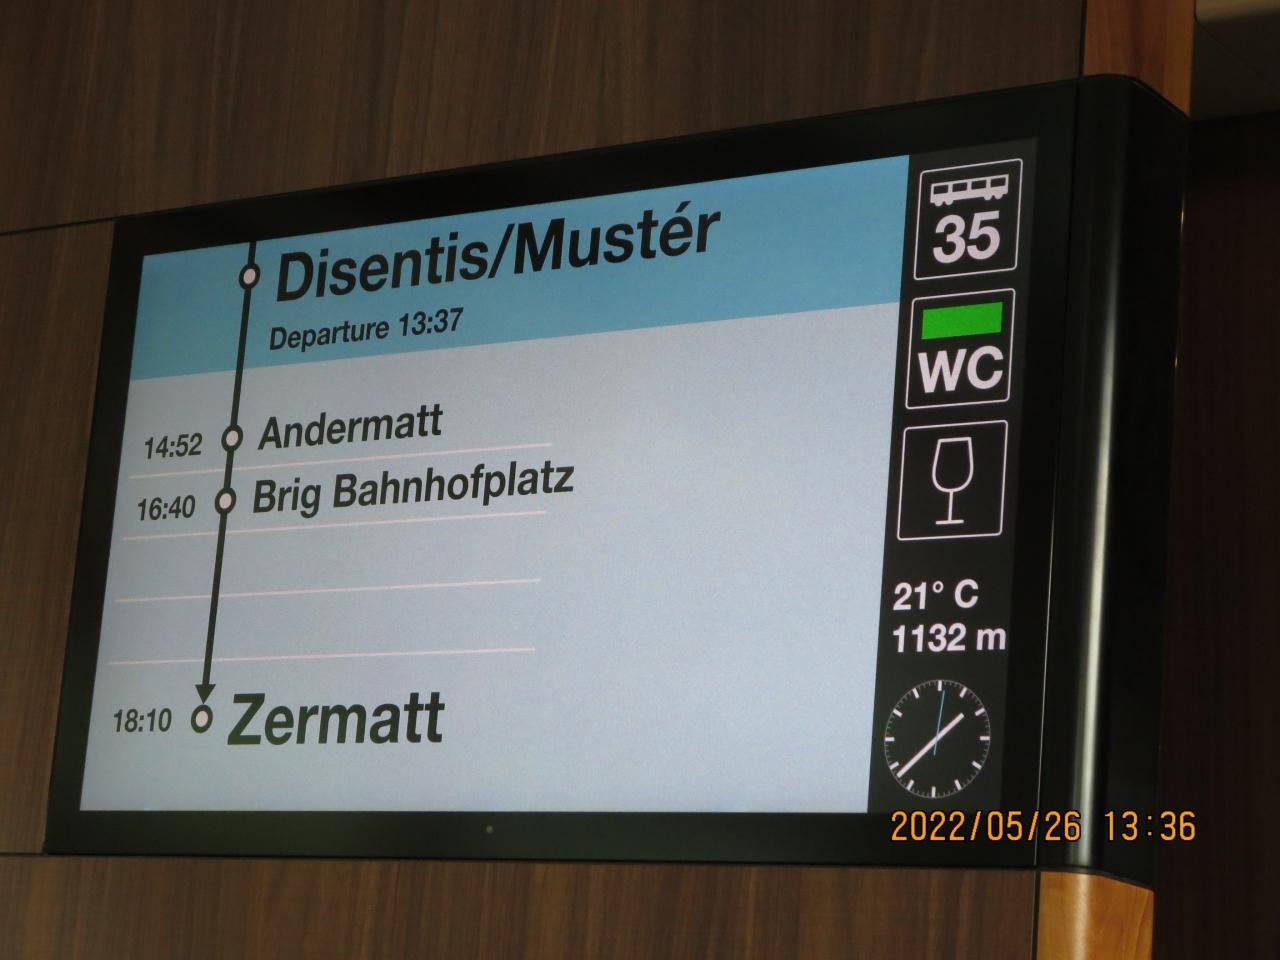 Disentis/Mustér
Departure 13:37
14:52 Andermatt
16:40 Brig Bahnhofplatz
18:10 Zermatt
35
WC
21° C
1132 m
2022/05/26 13:36